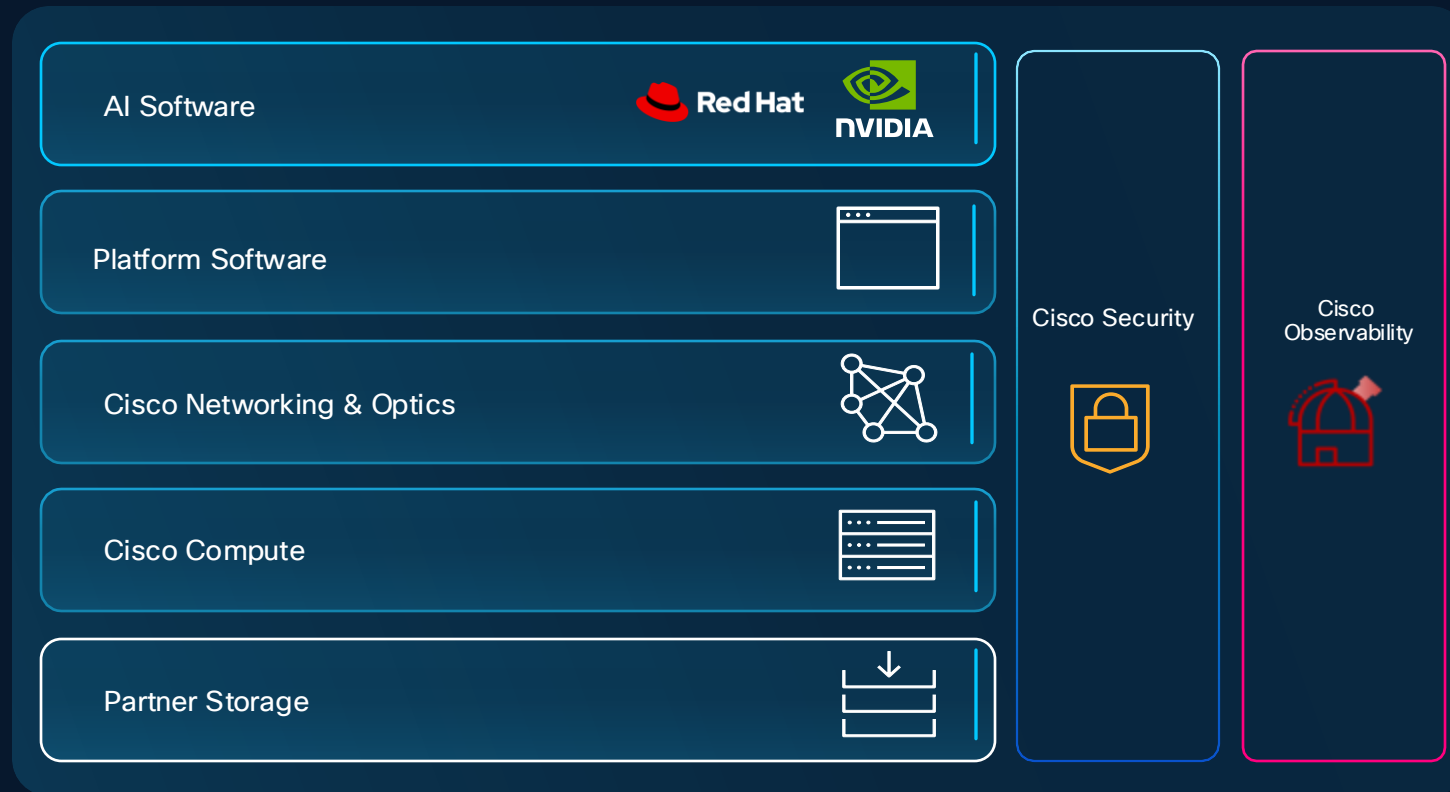 AI Software
Red Hat
NVIDIA
Platform Software
Cisco Networking & Optics
Cisco Compute
Partner Storage
Cisco Security
Cisco
Observability